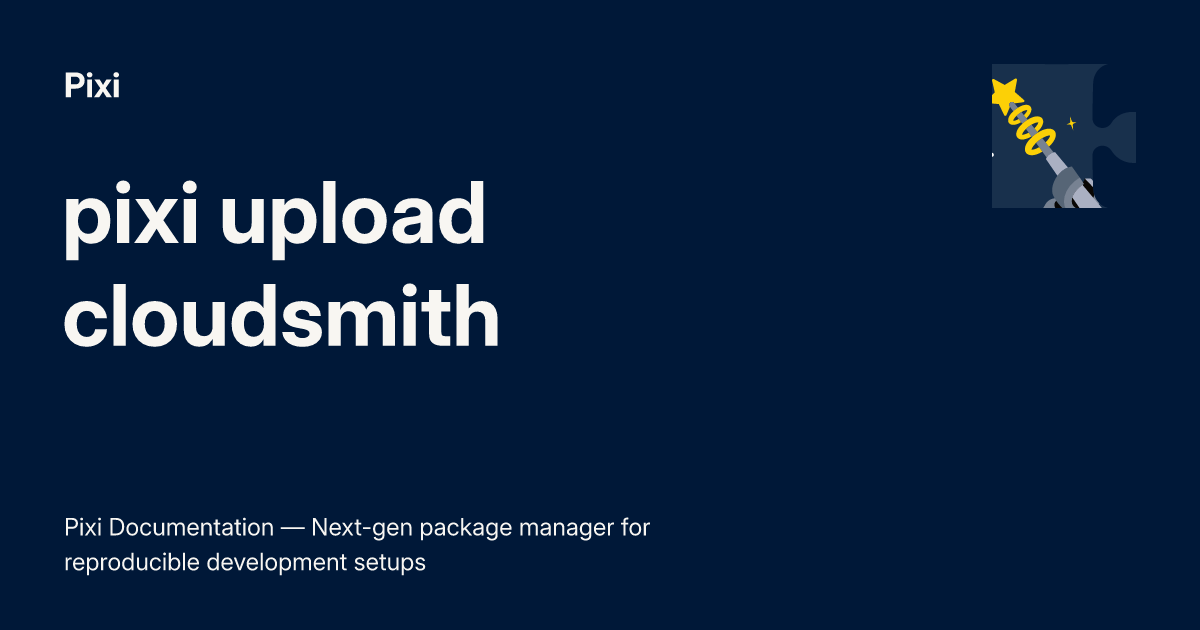 Pixi
pixi upload
cloudsmith
Pixi Documentation — Next-gen package manager for
reproducible development setups